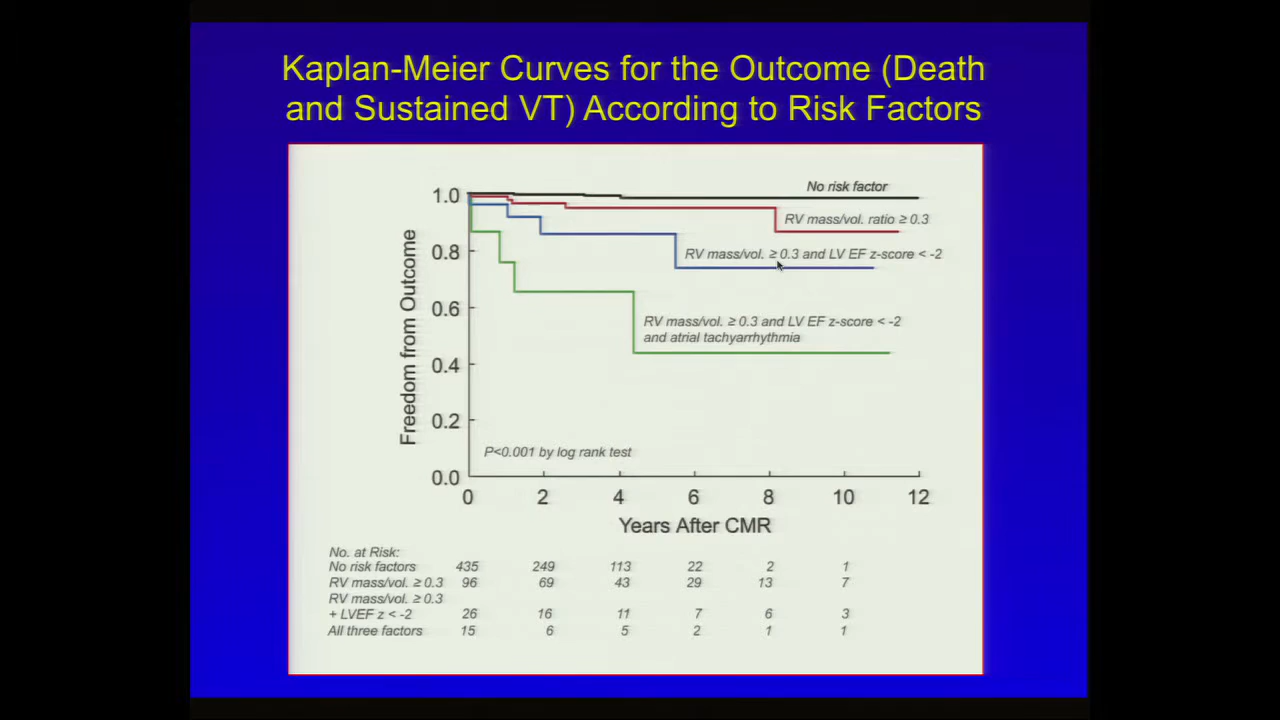 Kaplan-Meier Curves for the Outcome (Death
and Sustained VT) According to Risk Factors
No risk factor
RV mass/vol. ratio ≥ 0.3
RV mass/vol. ≥ 0.3 and LV EF z-score < -2
RV mass/vol. ≥ 0.3 and LV EF z-score < -2
and atrial tachyarrhythmia
Freedom from Outcome
1.0
0.8
0.6
0.4
0.2
0.0
P<0.001 by log rank test
0 2 4 6 8 10 12
Years After CMR
No. at Risk:
No risk factors 435 249 113 22 2 1
RV mass/vol. ≥ 0.3 96 69 43 29 13 7
RV mass/vol. ≥ 0.3
+ LVEF z < -2 26 16 11 7 6 3
All three factors 15 6 5 2 1 1